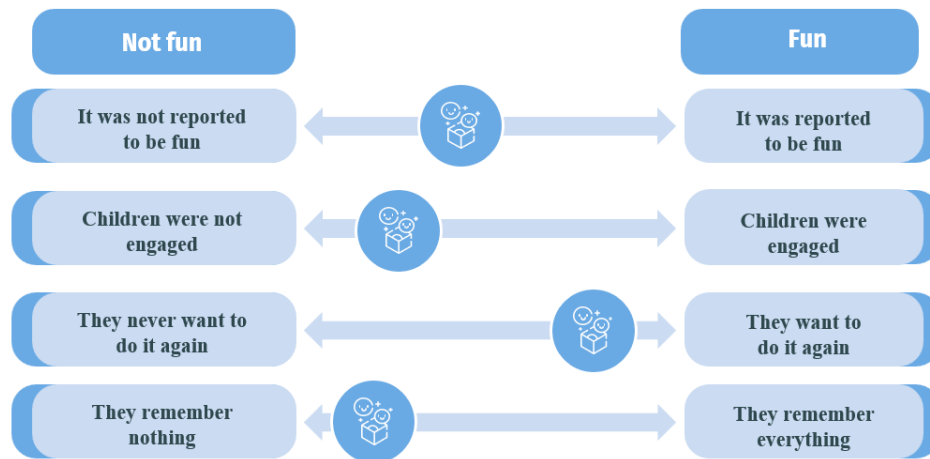 Not fun
Fun
It was not reported
to be fun
It was reported
to be fun
Children were not
engaged
Children were
engaged
They never want to
do it again
They want to
do it again
They remember
nothing
They remember
everything